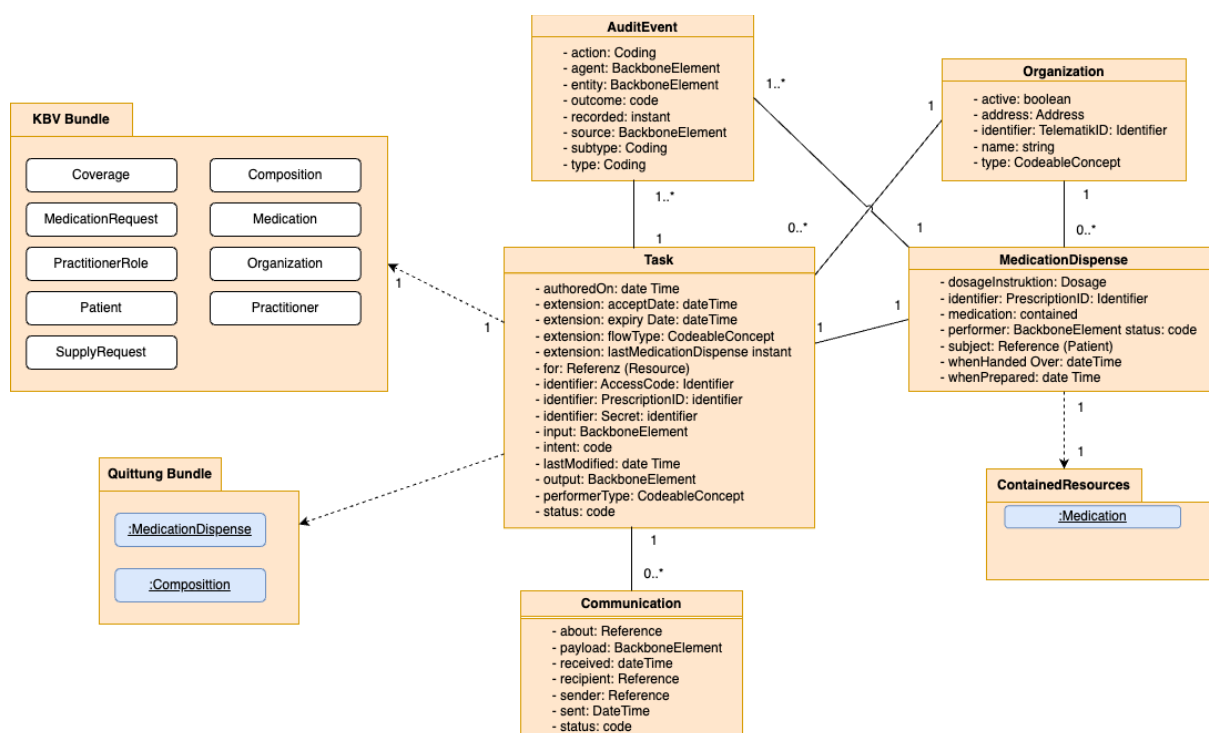 AuditEvent
- action: Coding
- agent: BackboneElement
- entity: BackboneElement
- outcome: code
- recorded: instant
- source: BackboneElement
- subtype: Coding
- type: Coding
1..*
1..*
1
Organization
- active: boolean
- address: Address
- identifier: TelematikID: Identifier
- name: string
- type: CodeableConcept
1
1
0..*
0..*
1
KBV Bundle
Coverage
Composition
MedicationRequest
Medication
PractitionerRole
Organization
Patient
Practitioner
SupplyRequest
1
1
Task
- authoredOn: date Time
- extension: acceptDate: dateTime
- extension: expiry Date: dateTime
- extension: flowType: CodeableConcept
- extension: lastMedicationDispense instant
- for: Referenz (Resource)
- identifier: AccessCode: Identifier
- identifier: PrescriptionID: identifier
- identifier: Secret: identifier
- input: BackboneElement
- intent: code
- lastModified: date Time
- output: BackboneElement
- performerType: CodeableConcept
- status: code
1
1
MedicationDispense
- dosageInstruktion: Dosage
- identifier: PrescriptionID: Identifier
- medication: contained
- performer: BackboneElement status: code
- subject: Reference (Patient)
- whenHanded Over: dateTime
- whenPrepared: date Time
1
1
ContainedResources
:Medication
Quittung Bundle
:MedicationDispense
:Composittion
1
0..*
Communication
- about: Reference
- payload: BackboneElement
- received: dateTime
- recipient: Reference
- sender: Reference
- sent: DateTime
- status: code